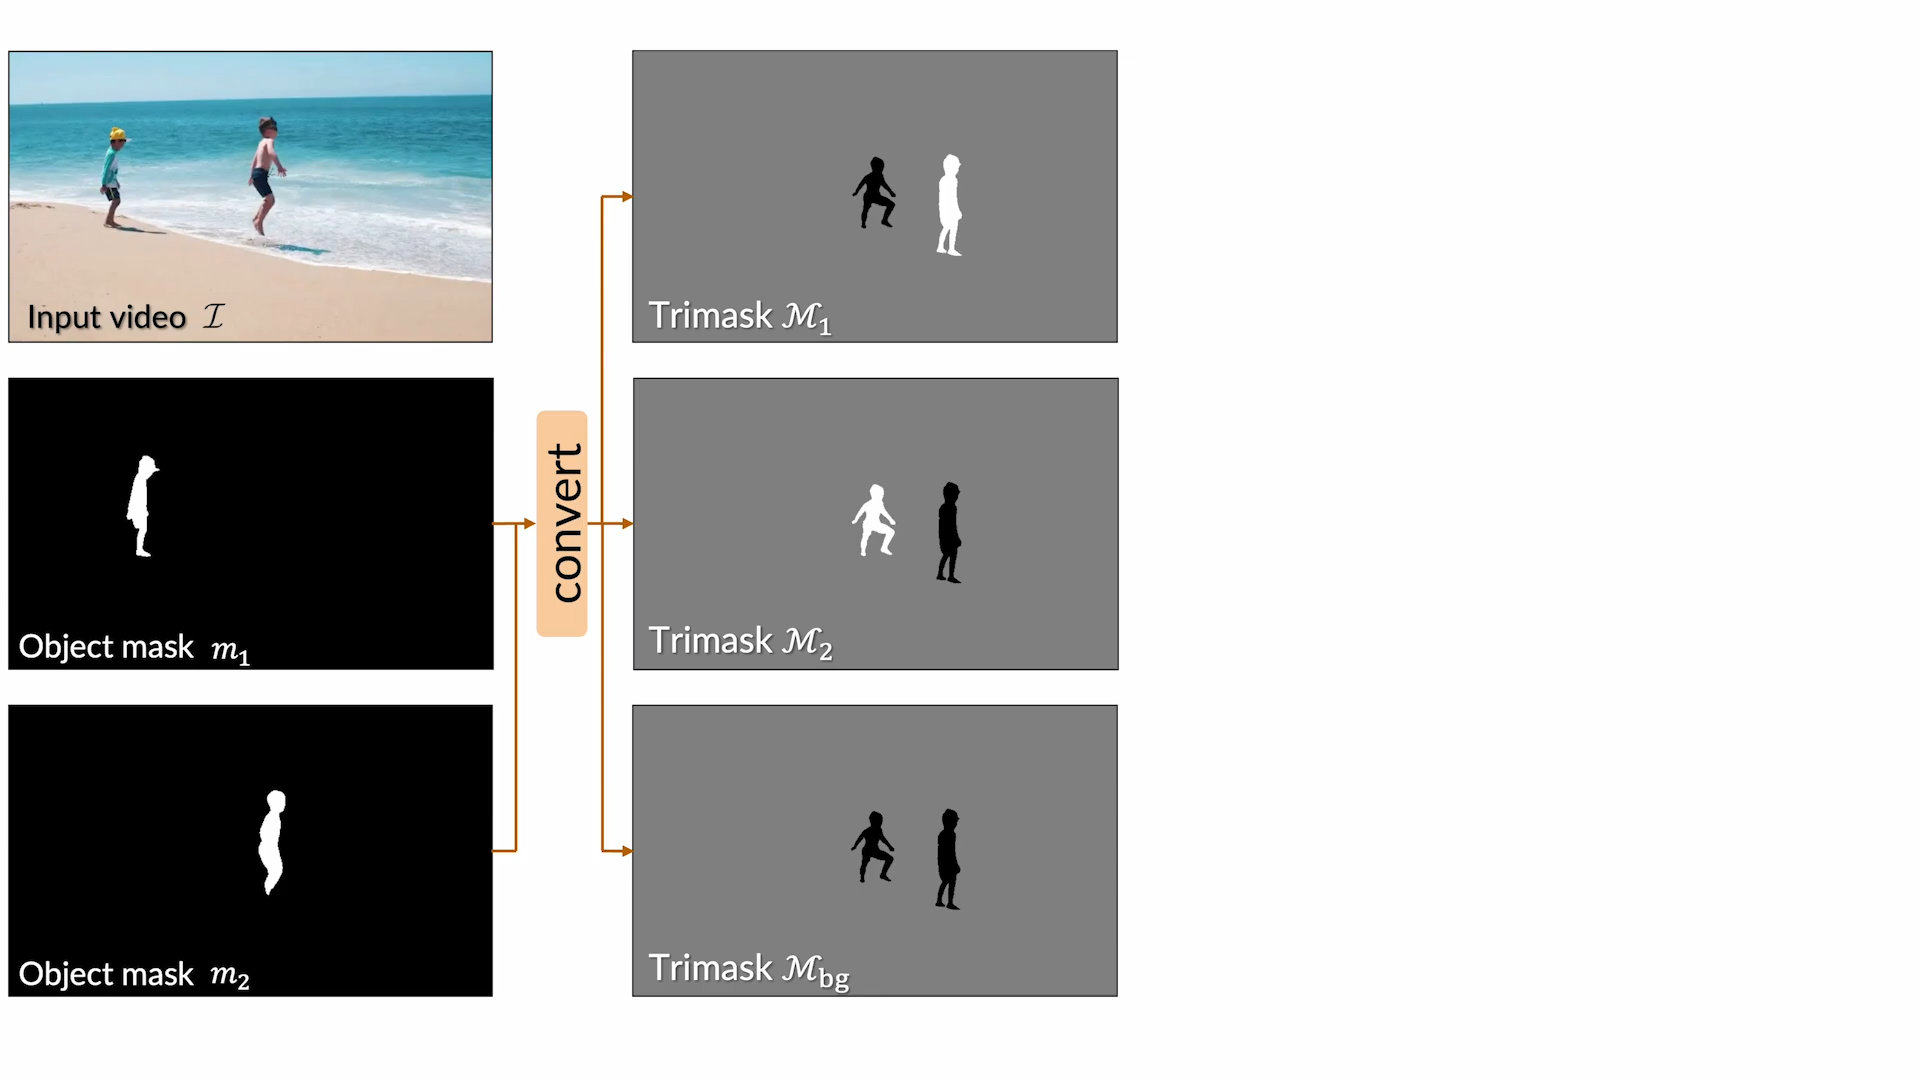 Input video ℐ
Object mask m₁
Object mask m₂
convert
Trimask ℳ₁
Trimask ℳ₂
Trimask ℳbg